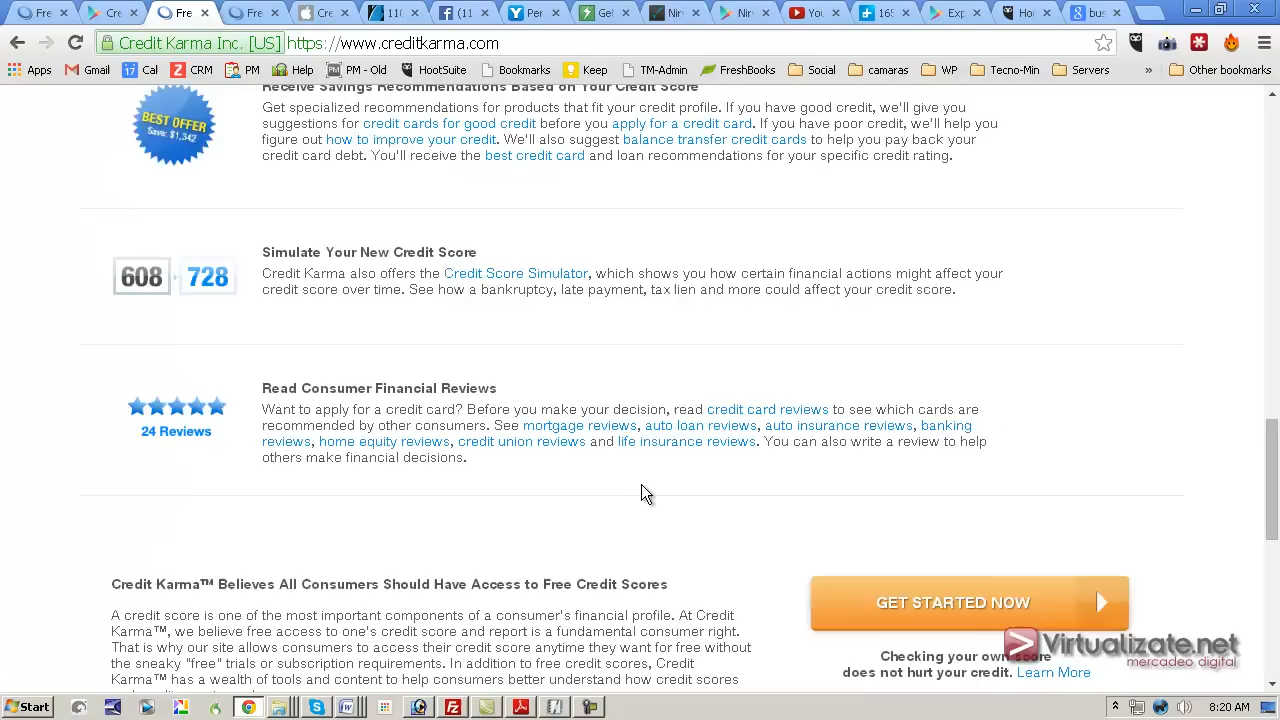 Fre
Cre
Fre
Fre
Cre
110
(11
Per
Gel
Nir
Nir
You
169
Exp
Ho
bus
Credit Karma Inc. [US] https://www.creditkarma.com
Apps Gmail 17 Cal CRM PM Help PM - Old HootSuite Bookmarks Keep TM-Admin FreshBooks Social camaras WP Tecno-Min Servers » Other bookmarks
Receive Savings Recommendations Based on Your Credit Score
BEST OFFER
Save: $1,342
Get specialized recommendations for products that fit your credit profile. If you have good credit, we'll give you
suggestions for credit cards for good credit before you apply for a credit card. If you have poor credit, we'll help you
figure out how to improve your credit. We'll also suggest balance transfer credit cards to help you pay back your
credit card debt. You'll receive the best credit card and loan recommendations for your specific credit rating.
Simulate Your New Credit Score
608 728
Credit Karma also offers the Credit Score Simulator, which shows you how certain financial actions might affect your
credit score over time. See how a bankruptcy, late payment, tax lien and more could affect your credit score.
Read Consumer Financial Reviews
24 Reviews
Want to apply for a credit card? Before you make your decision, read credit card reviews to see which cards are
recommended by other consumers. See mortgage reviews, auto loan reviews, auto insurance reviews, banking
reviews, home equity reviews, credit union reviews and life insurance reviews. You can also write a review to help
others make financial decisions.
Credit Karma™ Believes All Consumers Should Have Access to Free Credit Scores
A credit score is one of the most important components of a consumer's financial profile. At Credit
Karma™, we believe free access to one's credit score and report is a fundamental consumer right.
That is why our site allows consumers to access their credit score anytime they want for free without
the sneaky "free" trials or subscription requirements. In addition to free credit scores, Credit
Karma™ has a wealth of tools and content to help consumers better understand how credit scores
GET STARTED NOW
Checking your own score
does not hurt your credit. Learn More
Virtualizate.net
mercadeo digital
Start
8:20 AM